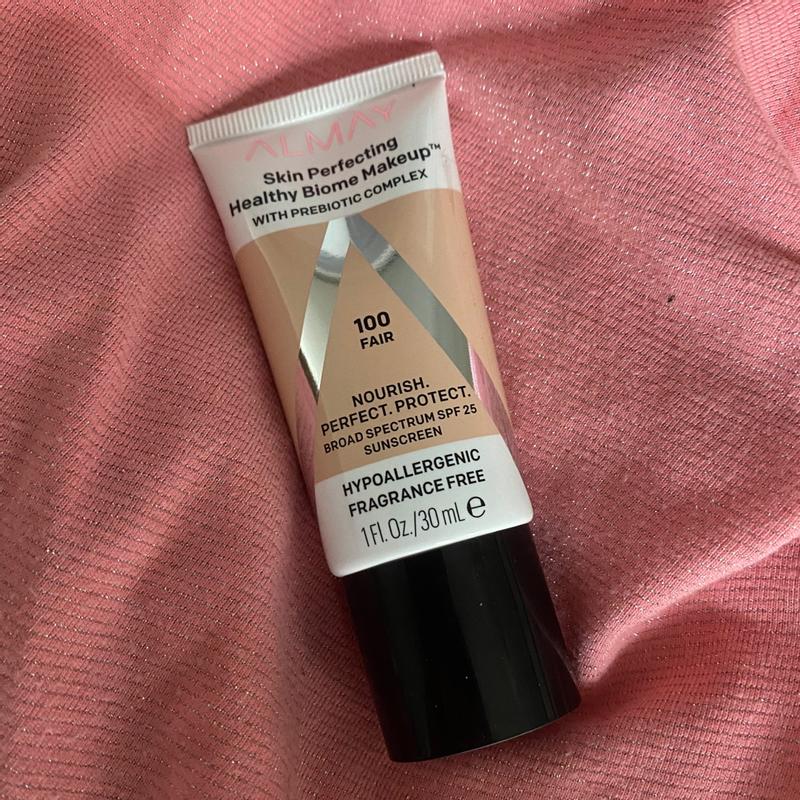 ALMAY
Skin Perfecting
Healthy Biome Makeup™
WITH PREBIOTIC COMPLEX
100
FAIR
NOURISH.
PERFECT. PROTECT.
BROAD SPECTRUM SPF 25
SUNSCREEN
HYPOALLERGENIC
FRAGRANCE FREE
1 Fl. Oz./30 mL ℮